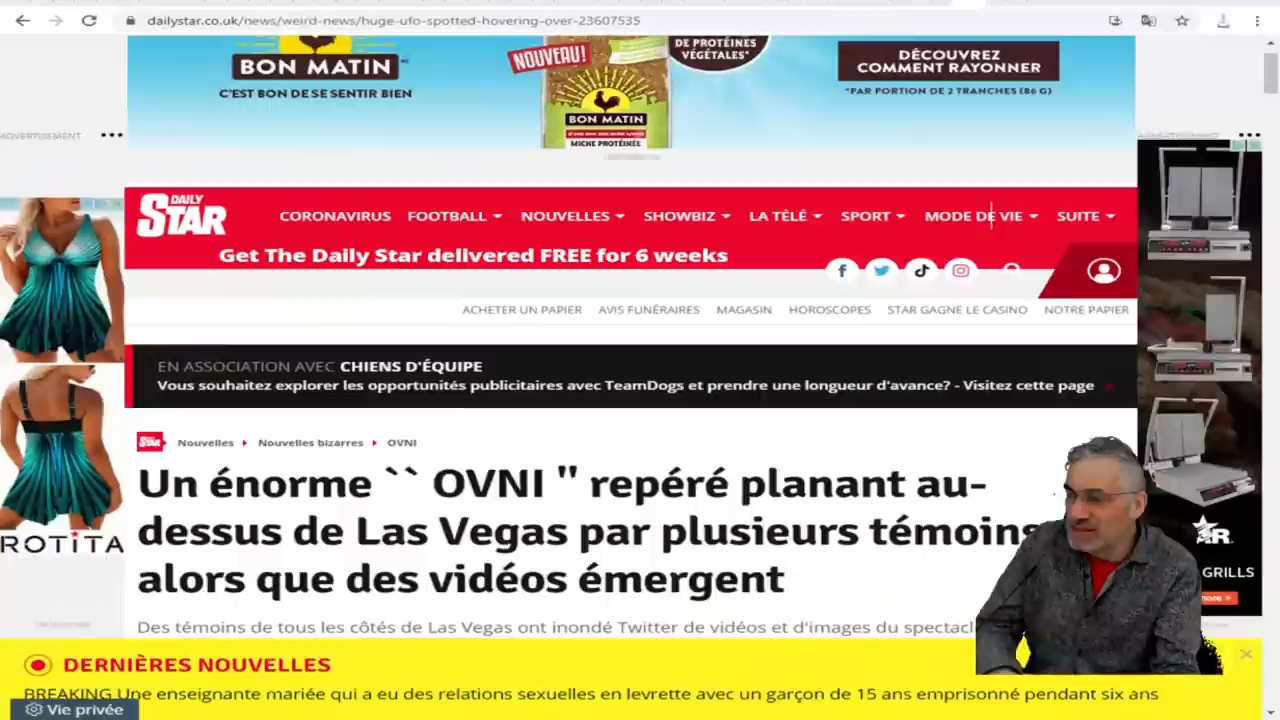 dailystar.co.uk/news/weird-news/huge-ufo-spotted-hovering-over-23607535
BON MATIN
C'EST BON DE SE SENTIR BIEN
NOUVEAU!
DE PROTÉINES
VÉGÉTALES*
BON MATIN
MICHE PROTÉINÉE
DÉCOUVREZ
COMMENT RAYONNER
*PAR PORTION DE 2 TRANCHES (86 G)
ADVERTISEMENT
DAILY
STAR
CORONAVIRUS FOOTBALL NOUVELLES SHOWBIZ LA TÉLÉ SPORT MODE DE VIE SUITE
Get The Daily Star delivered FREE for 6 weeks
ACHETER UN PAPIER AVIS FUNÉRAIRES MAGASIN HOROSCOPES STAR GAGNE LE CASINO NOTRE PAPIER
EN ASSOCIATION AVEC CHIENS D'ÉQUIPE
Vous souhaitez explorer les opportunités publicitaires avec TeamDogs et prendre une longueur d'avance? - Visitez cette page
Nouvelles Nouvelles bizarres OVNI
Un énorme `` OVNI '' repéré planant au-
dessus de Las Vegas par plusieurs témoins
alors que des vidéos émergent
Des témoins de tous les côtés de Las Vegas ont inondé Twitter de vidéos et d'images du
ROTITA
GRILLS
DERNIÈRES NOUVELLES
BREAKING Une enseignante mariée qui a eu des relations sexuelles en levrette avec un garçon de 15 ans emprisonné pendant six ans
Vie privée